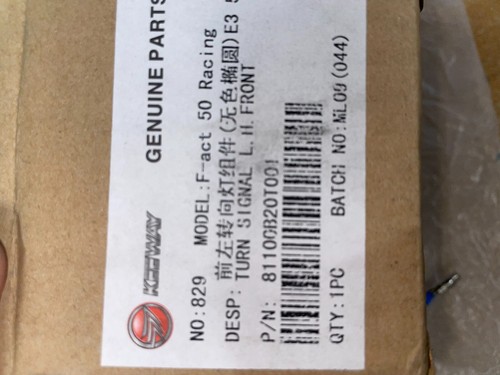 KEEWAY GENUINE PARTS
NO:829 MODEL:F-act 50 Racing
前左转向灯组件(无色椭圆)E3 5
DESP: TURN SIGNAL L.H.FRONT
P/N: 81100B20T001
QTY:1PC BATCH NO:ML09(044)